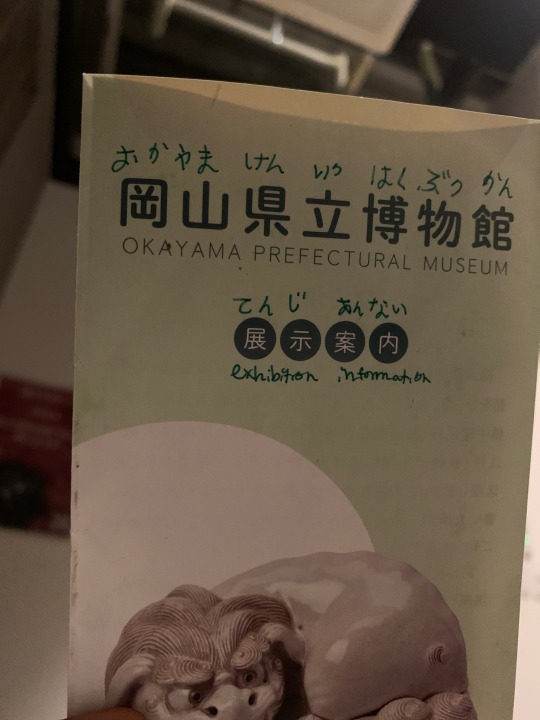 おかやま けん りつ はくぶつ かん
岡山県立博物館
OKAYAMA PREFECTURAL MUSEUM
てんじ あんない
展示案内
exhibition information